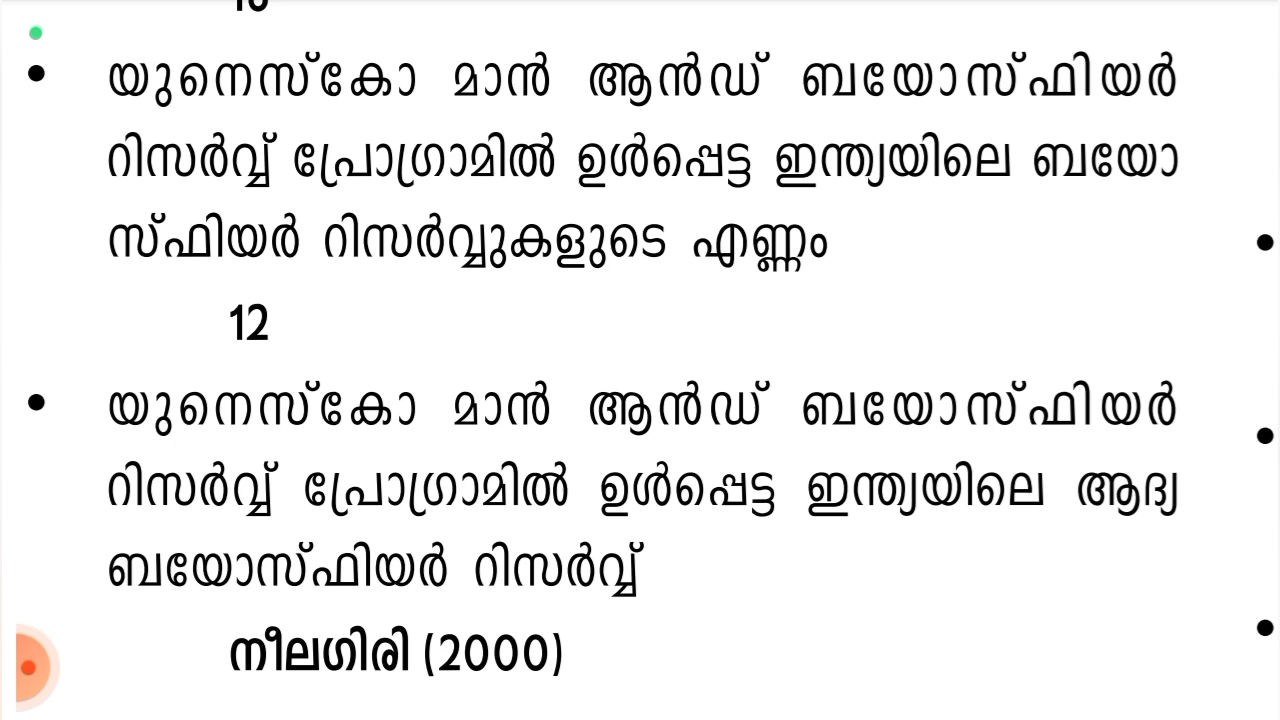 യുനെസ്കോ മാൻ ആൻഡ് ബയോസ്ഫിയർ
റിസർവ്വ് പ്രോഗ്രാമിൽ ഉൾപ്പെട്ട ഇന്ത്യയിലെ ബയോ
സ്ഫിയർ റിസർവ്വുകളുടെ എണ്ണം
12
യുനെസ്കോ മാൻ ആൻഡ് ബയോസ്ഫിയർ
റിസർവ്വ് പ്രോഗ്രാമിൽ ഉൾപ്പെട്ട ഇന്ത്യയിലെ ആദ്യ
ബയോസ്ഫിയർ റിസർവ്വ്
നീലഗിരി (2000)